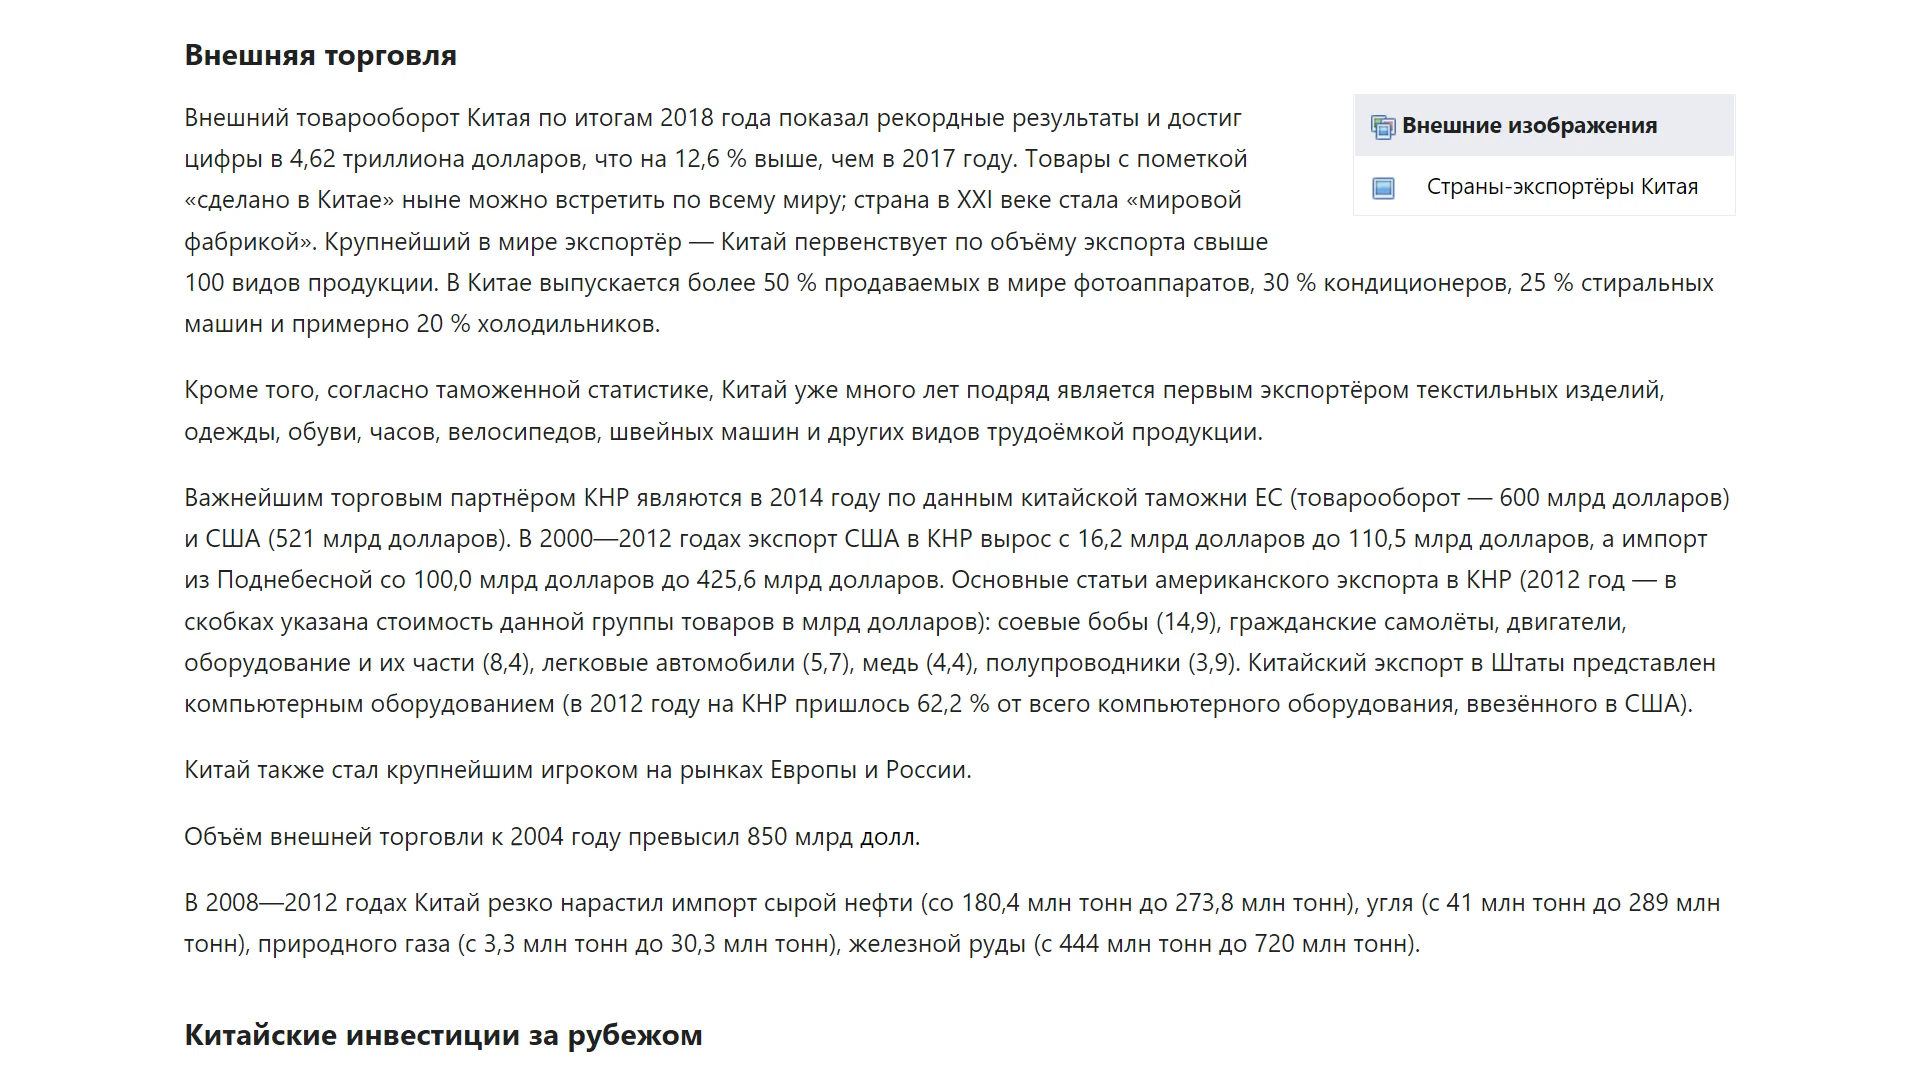 Внешняя торговля
Внешний товарооборот Китая по итогам 2018 года показал рекордные результаты и достиг
цифры в 4,62 триллиона долларов, что на 12,6 % выше, чем в 2017 году. Товары с пометкой
«сделано в Китае» ныне можно встретить по всему миру; страна в XXI веке стала «мировой
фабрикой». Крупнейший в мире экспортёр — Китай первенствует по объёму экспорта свыше
100 видов продукции. В Китае выпускается более 50 % продаваемых в мире фотоаппаратов, 30 % кондиционеров, 25 % стиральных
машин и примерно 20 % холодильников.
Внешние изображения
Страны-экспортёры Китая
Кроме того, согласно таможенной статистике, Китай уже много лет подряд является первым экспортёром текстильных изделий,
одежды, обуви, часов, велосипедов, швейных машин и других видов трудоёмкой продукции.
Важнейшим торговым партнёром КНР являются в 2014 году по данным китайской таможни ЕС (товарооборот — 600 млрд долларов)
и США (521 млрд долларов). В 2000—2012 годах экспорт США в КНР вырос с 16,2 млрд долларов до 110,5 млрд долларов, а импорт
из Поднебесной со 100,0 млрд долларов до 425,6 млрд долларов. Основные статьи американского экспорта в КНР (2012 год — в
скобках указана стоимость данной группы товаров в млрд долларов): соевые бобы (14,9), гражданские самолёты, двигатели,
оборудование и их части (8,4), легковые автомобили (5,7), медь (4,4), полупроводники (3,9). Китайский экспорт в Штаты представлен
компьютерным оборудованием (в 2012 году на КНР пришлось 62,2 % от всего компьютерного оборудования, ввезённого в США).
Китай также стал крупнейшим игроком на рынках Европы и России.
Объём внешней торговли к 2004 году превысил 850 млрд долл.
В 2008—2012 годах Китай резко нарастил импорт сырой нефти (со 180,4 млн тонн до 273,8 млн тонн), угля (с 41 млн тонн до 289 млн
тонн), природного газа (с 3,3 млн тонн до 30,3 млн тонн), железной руды (с 444 млн тонн до 720 млн тонн).
Китайские инвестиции за рубежом